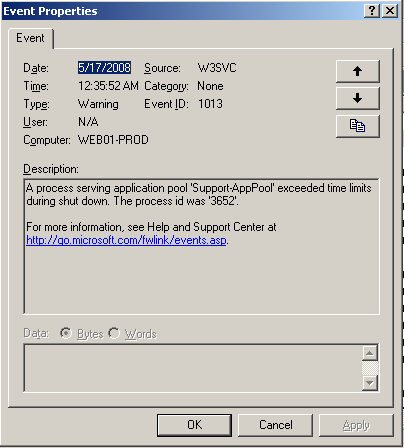 Event Properties
Event
Date: 5/17/2008 Source: W3SVC
Time: 12:35:52 AM Category: None
Type: Warning Event ID: 1013
User: N/A
Computer: WEB01-PROD
Description:
A process serving application pool 'Support-AppPool' exceeded time limits
during shut down. The process id was '3652'.
For more information, see Help and Support Center at
http://go.microsoft.com/fwlink/events.asp.
Data: Bytes Words
OK Cancel Apply